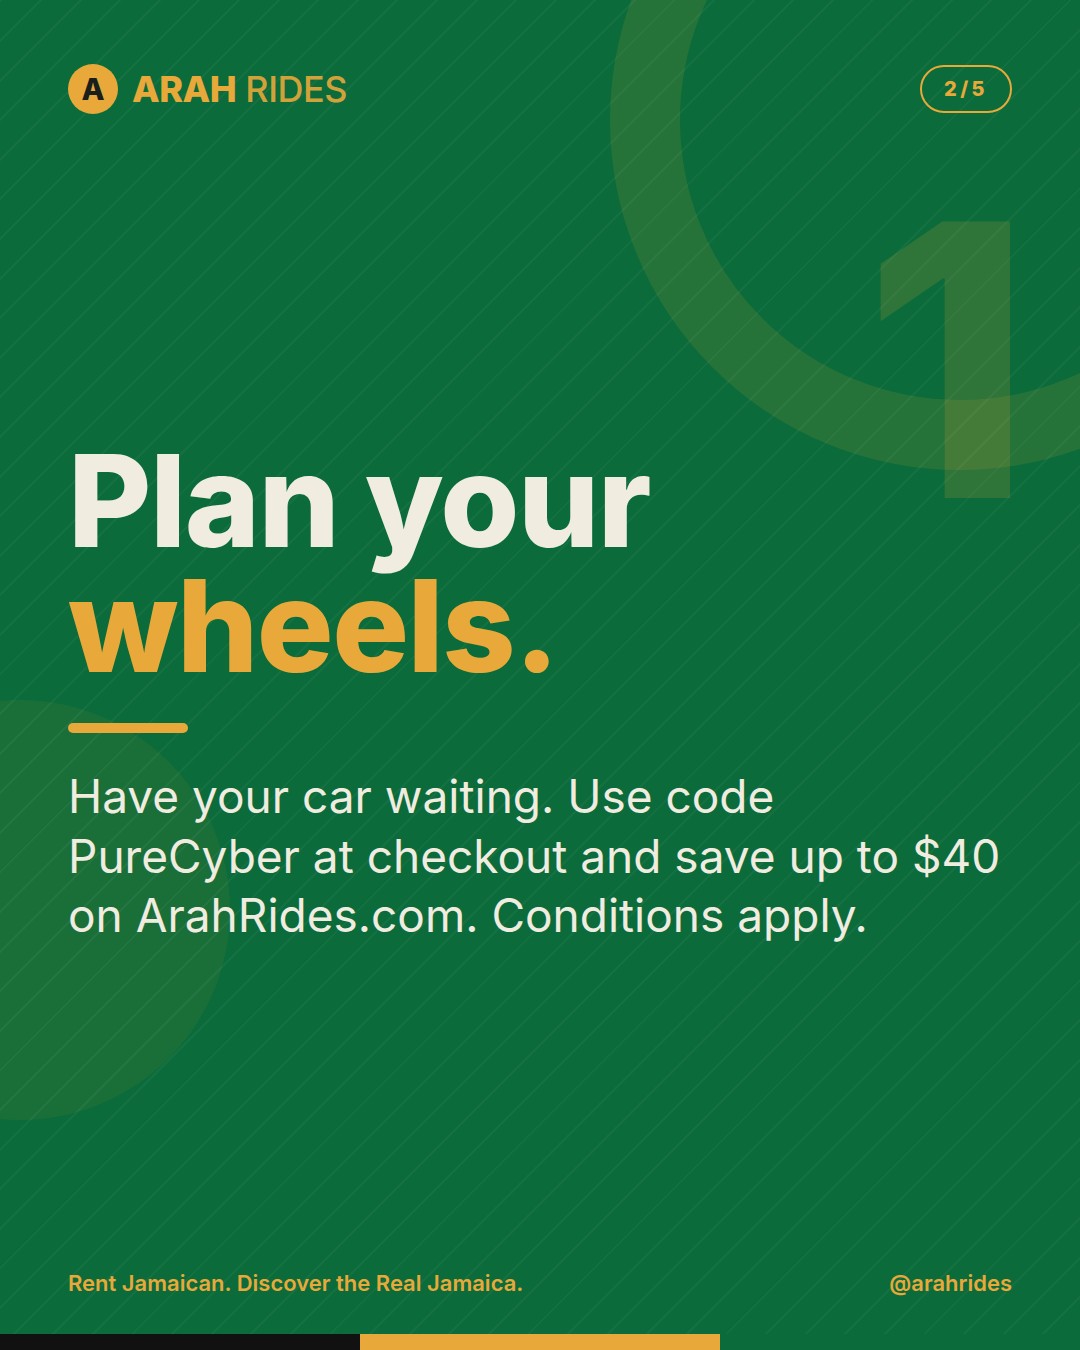 A ARAH RIDES
2/5
1
Plan your
wheels.
Have your car waiting. Use code
PureCyber at checkout and save up to $40
on ArahRides.com. Conditions apply.
Rent Jamaican. Discover the Real Jamaica.
@arahrides